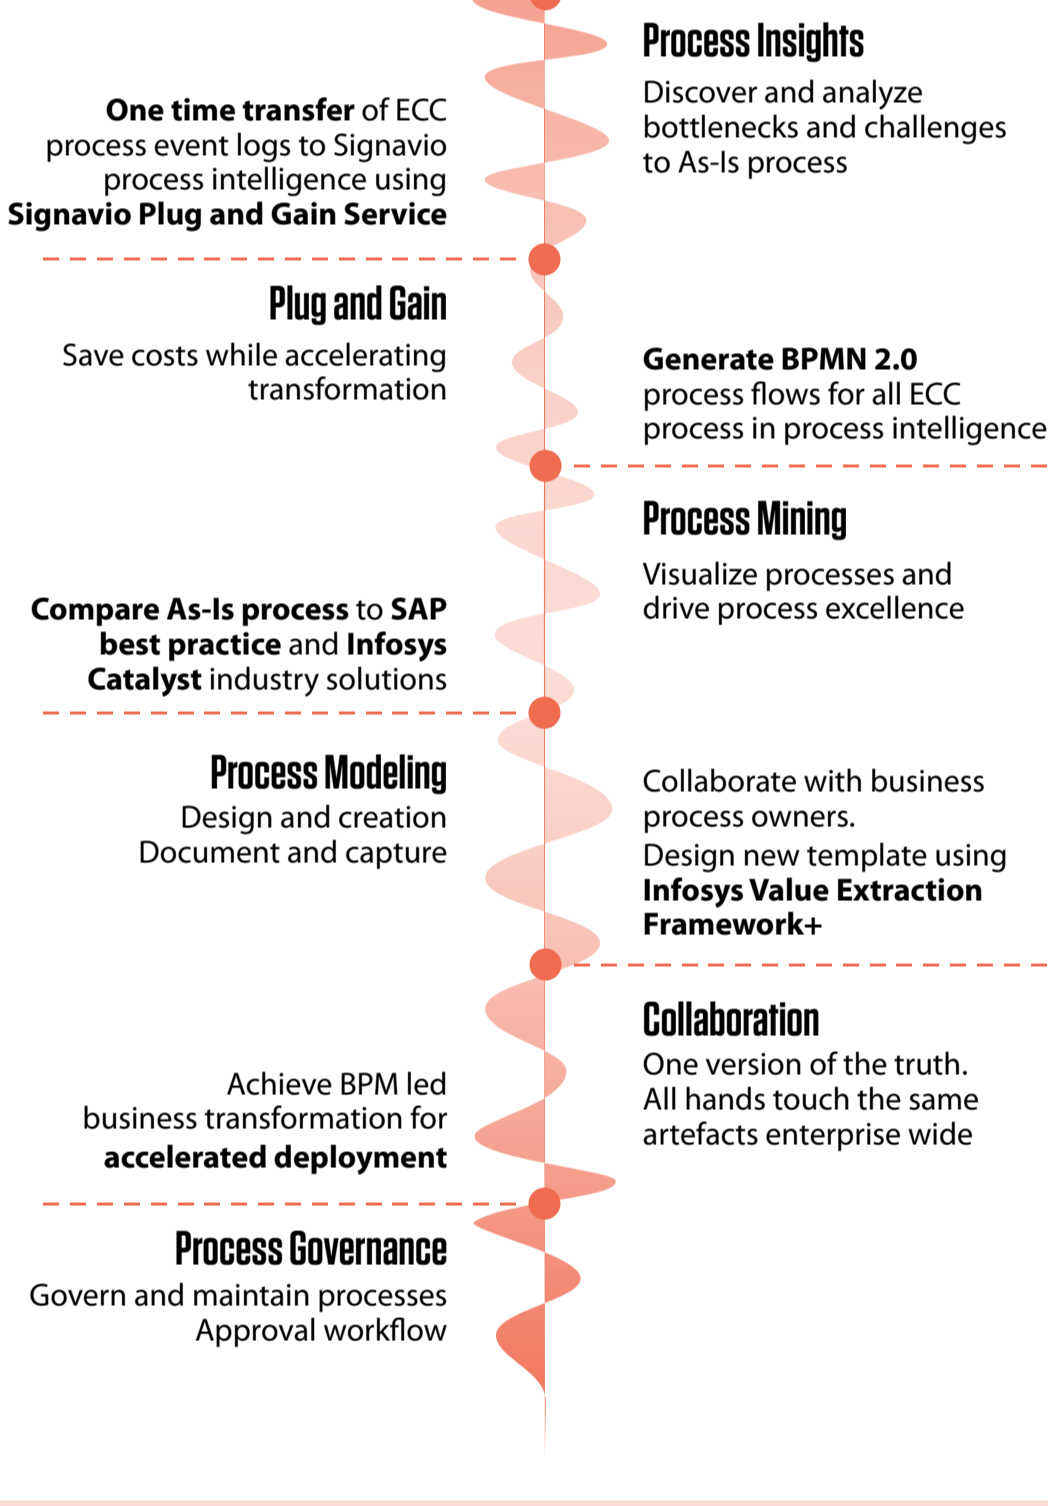 Process Insights
Discover and analyze
bottlenecks and challenges
to As-Is process
One time transfer of ECC
process event logs to Signavio
process intelligence using
Signavio Plug and Gain Service
Plug and Gain
Save costs while accelerating
transformation
Generate BPMN 2.0
process flows for all ECC
process in process intelligence
Process Mining
Visualize processes and
drive process excellence
Compare As-Is process to SAP
best practice and Infosys
Catalyst industry solutions
Process Modeling
Design and creation
Document and capture
Collaborate with business
process owners.
Design new template using
Infosys Value Extraction
Framework+
Collaboration
One version of the truth.
All hands touch the same
artefacts enterprise wide
Achieve BPM led
business transformation for
accelerated deployment
Process Governance
Govern and maintain processes
Approval workflow